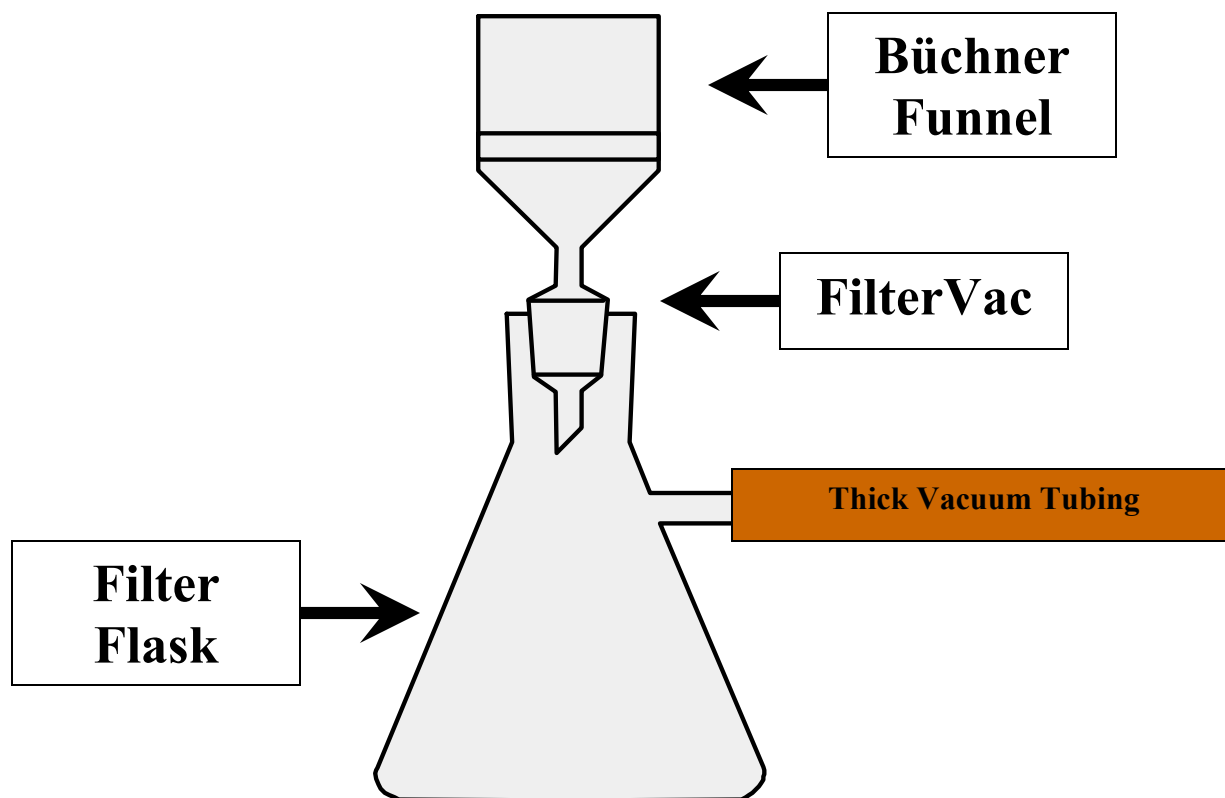 Büchner
Funnel
FilterVac
Thick Vacuum Tubing
Filter
Flask